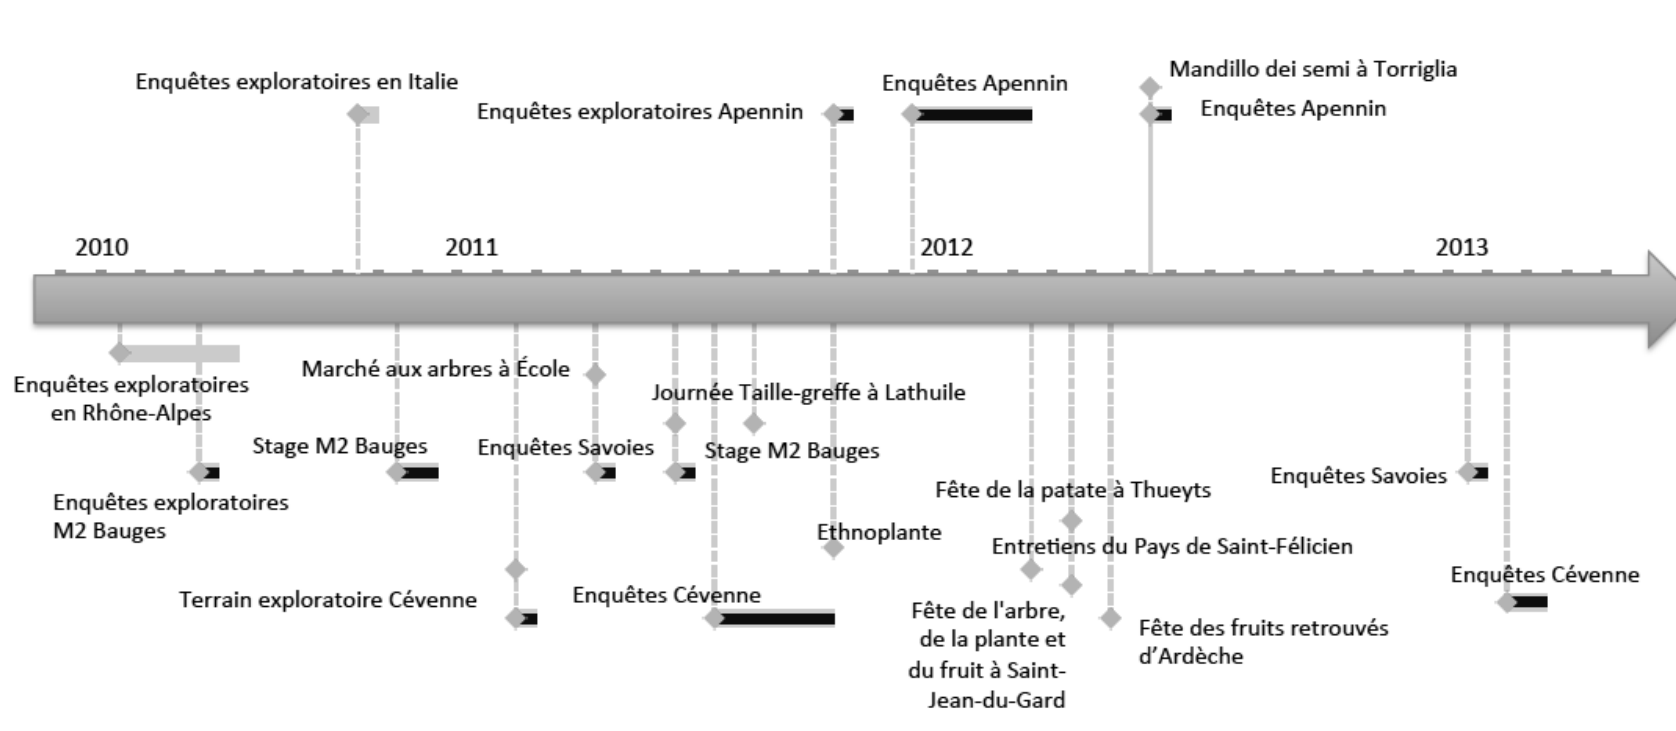 Mandillo dei semi à Torriglia
Enquêtes exploratoires en Italie
Enquêtes Apennin
Enquêtes exploratoires Apennin
Enquêtes Apennin
2010
2011
2012
2013
Marché aux arbres à École
Enquêtes exploratoires
en Rhône-Alpes
Journée Taille-greffe à Lathuile
Stage M2 Bauges
Enquêtes Savoies
Stage M2 Bauges
Enquêtes Savoies
Enquêtes exploratoires
M2 Bauges
Fête de la patate à Thueyts
Ethnoplante
Entretiens du Pays de Saint-Félicien
Enquêtes Cévenne
Terrain exploratoire Cévenne
Enquêtes Cévenne
Fête de l'arbre,
de la plante et
du fruit à Saint-
Jean-du-Gard
Fête des fruits retrouvés
d’Ardèche